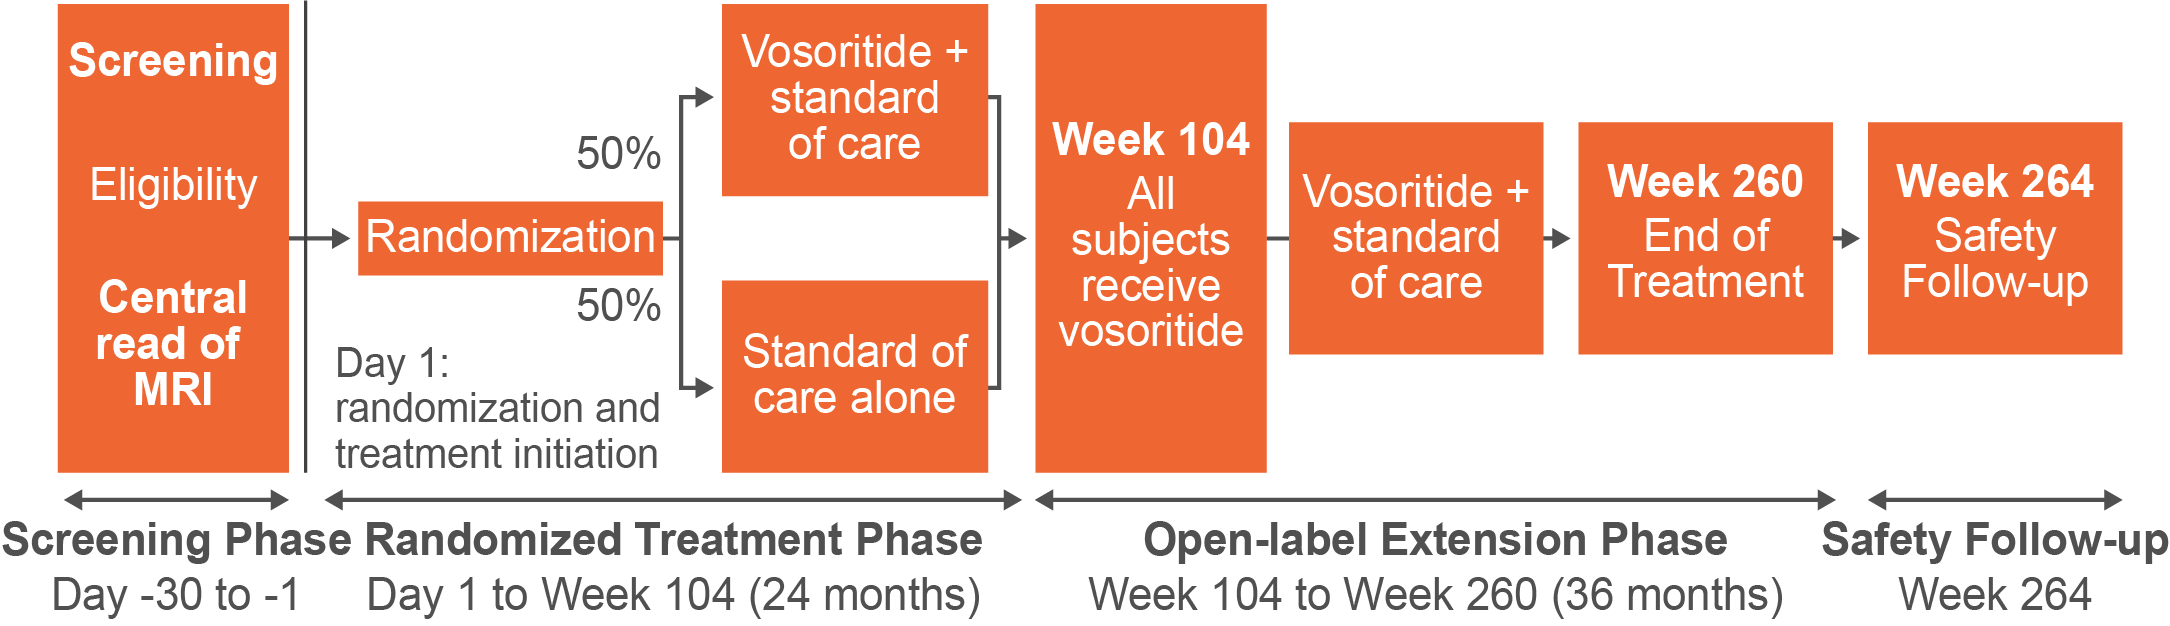 Screening
Eligibility
Central
read of
MRI
Randomization
50%
50%
Day 1:
randomization and
treatment initiation
Vosoritide +
standard
of care
Standard of
care alone
Week 104
All
subjects
receive
vosoritide
Vosoritide +
standard
of care
Week 260
End of
Treatment
Week 264
Safety
Follow-up
Screening Phase
Day -30 to -1
Randomized Treatment Phase
Day 1 to Week 104 (24 months)
Open-label Extension Phase
Week 104 to Week 260 (36 months)
Safety Follow-up
Week 264